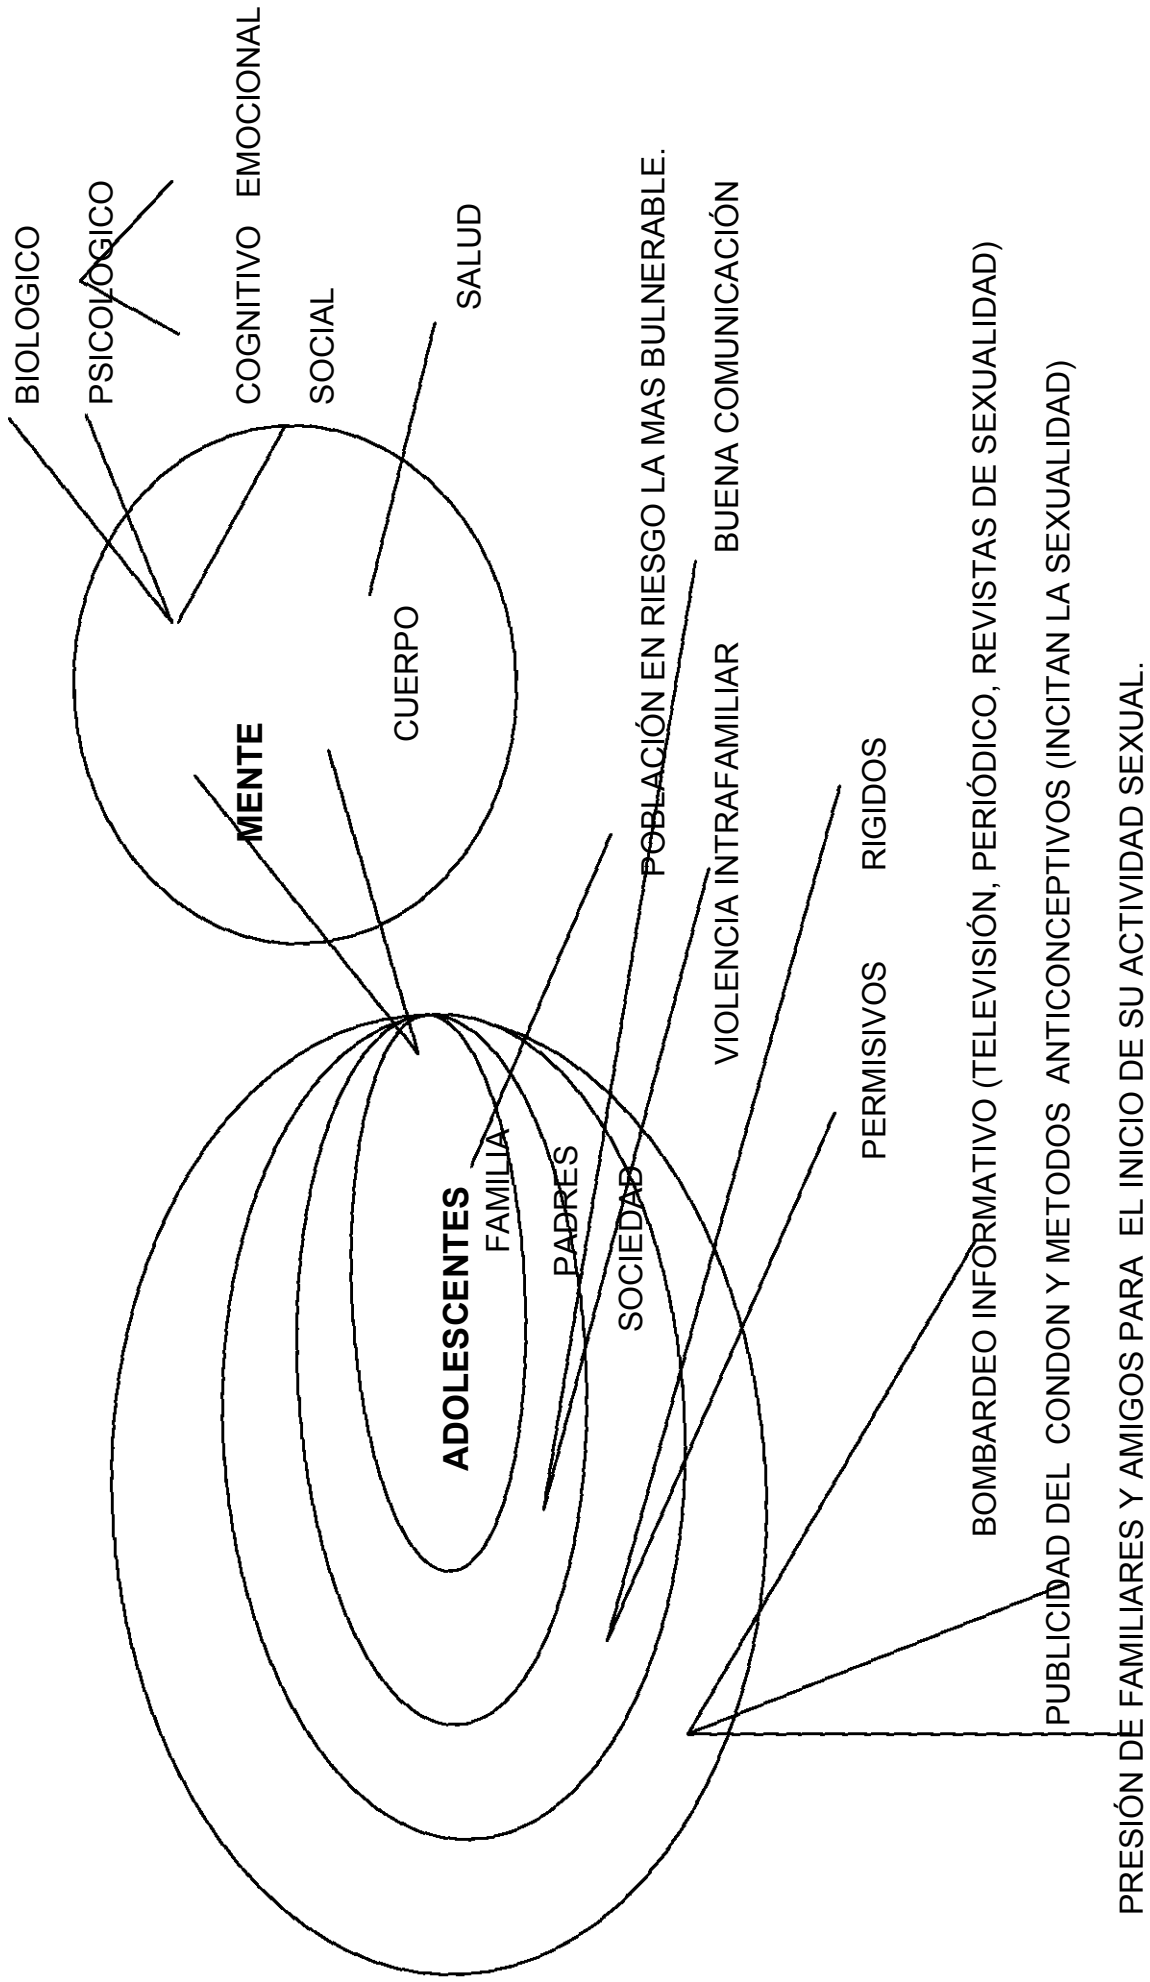 BIOLOGICO
PSICOLOGICO
COGNITIVO EMOCIONAL
SOCIAL
MENTE
CUERPO
SALUD
ADOLESCENTES
FAMILIA
PADRES
SOCIEDAD
POBLACIÓN EN RIESGO LA MAS BULNERABLE.
VIOLENCIA INTRAFAMILIAR BUENA COMUNICACIÓN
PERMISIVOS RIGIDOS
BOMBARDEO INFORMATIVO (TELEVISIÓN, PERIÓDICO, REVISTAS DE SEXUALIDAD)
PUBLICIDAD DEL CONDON Y METODOS ANTICONCEPTIVOS (INCITAN LA SEXUALIDAD)
PRESIÓN DE FAMILIARES Y AMIGOS PARA EL INICIO DE SU ACTIVIDAD SEXUAL.